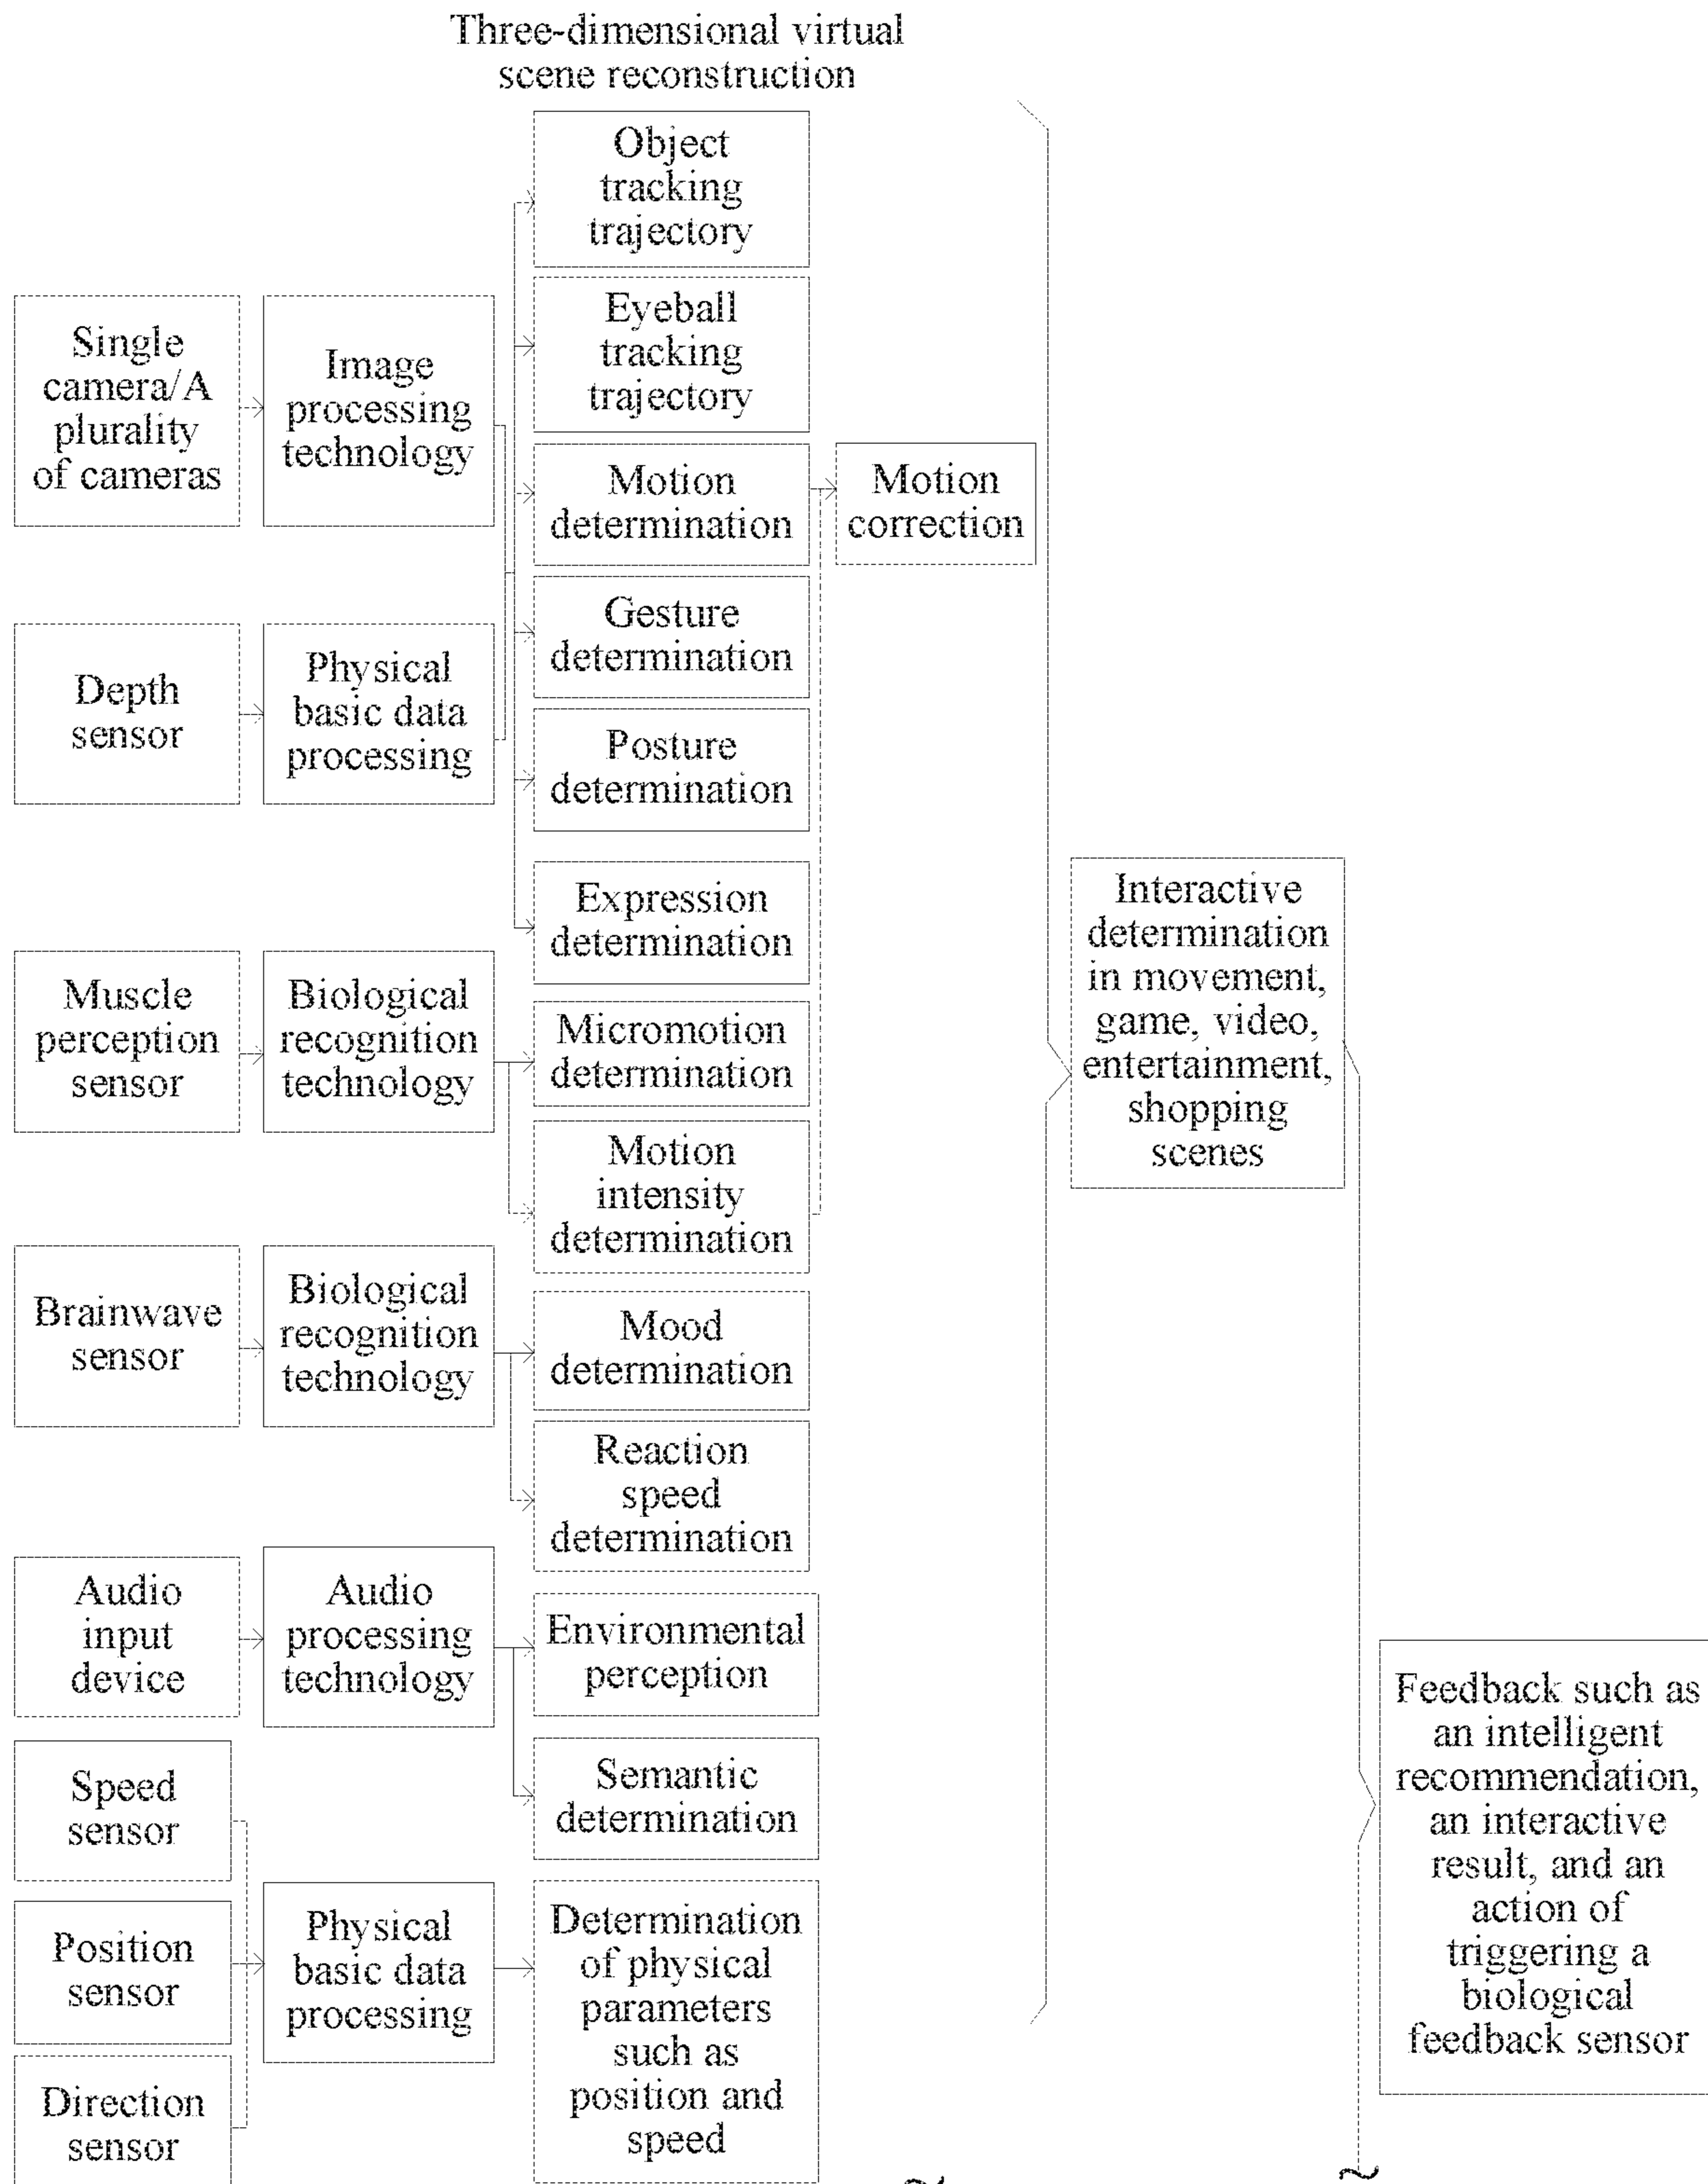 Three-dimensional virtual
scene reconstruction
Object
tracking
trajectory
Eyeball
tracking
trajectory
Single
camera/A
plurality
of cameras
Image
processing
technology
Motion
determination
Motion
correction
Gesture
determination
Depth
sensor
Physical
basic data
processing
Posture
determination
Expression
determination
Interactive
determination
in movement,
game, video,
entertainment,
shopping
scenes
Muscle
perception
sensor
Biological
recognition
technology
Micromotion
determination
Motion
intensity
determination
Brainwave
sensor
Biological
recognition
technology
Mood
determination
Reaction
speed
determination
Audio
input
device
Audio
processing
technology
Environmental
perception
Semantic
determination
Speed
sensor
Position
sensor
Direction
sensor
Physical
basic data
processing
Determination
of physical
parameters
such as
position and
speed
Feedback such as
an intelligent
recommendation,
an interactive
result, and an
action of
triggering a
biological
feedback sensor